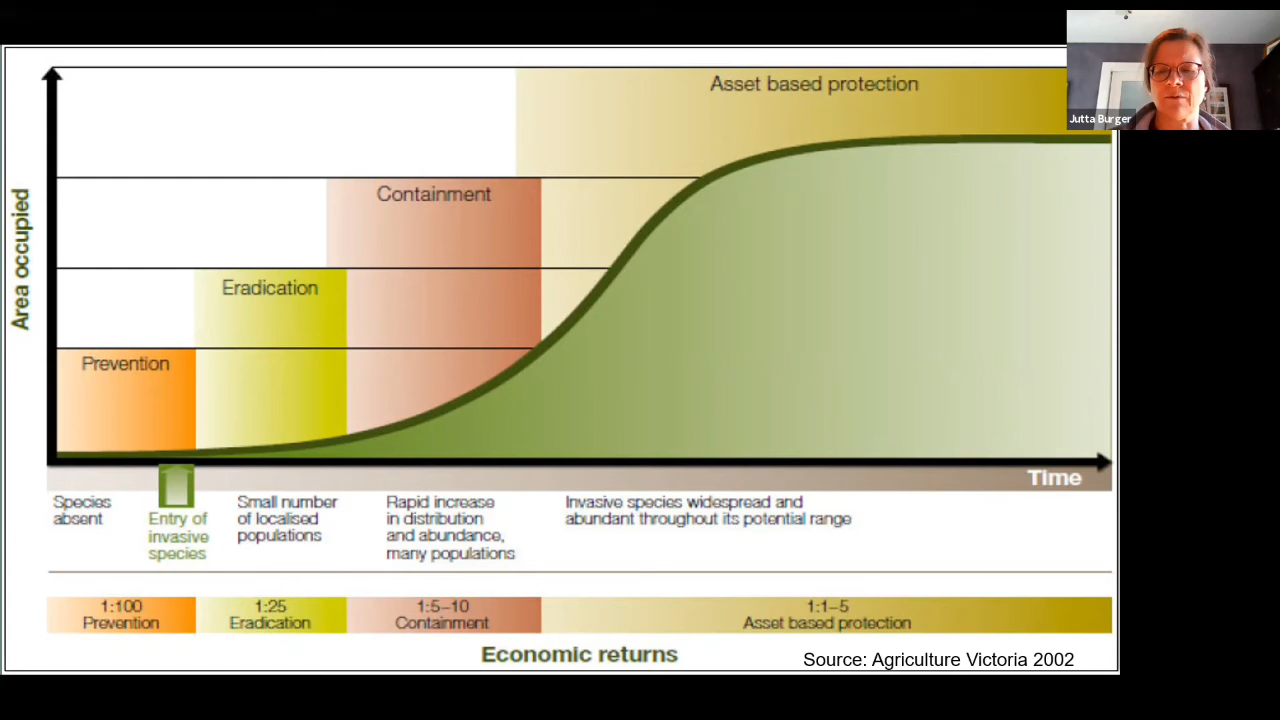 Asset based protection
Jutta Burger
Containment
Eradication
Prevention
Area occupied
Time
Species
absent
Entry of
invasive
species
Small number
of localised
populations
Rapid increase
in distribution
and abundance,
many populations
Invasive species widespread and
abundant throughout its potential range
1:100
Prevention
1:25
Eradication
1:5–10
Containment
1:1–5
Asset based protection
Economic returns
Source: Agriculture Victoria 2002